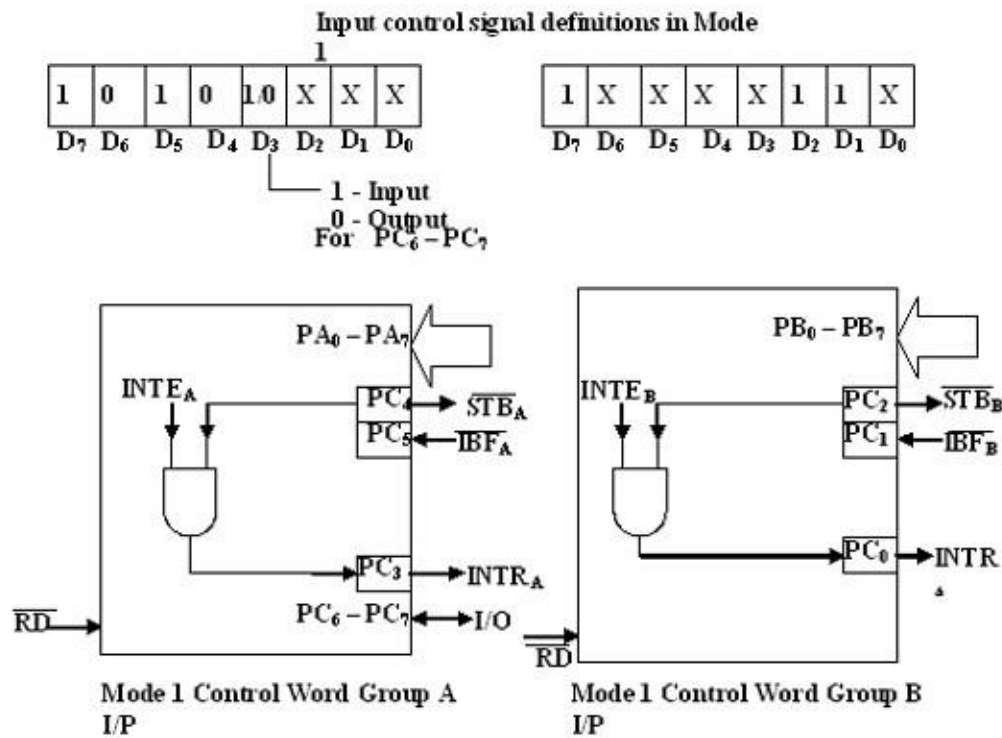 Input control signal definitions in Mode
1
1 0 1 0 1/0 X X X
D7 D6 D5 D4 D3 D2 D1 D0
1 X X X X 1 1 X
D7 D6 D5 D4 D3 D2 D1 D0
1 - Input
0 - Output
For PC6 – PC7
PA0 – PA7
INTEA
PC4
STBA
PC5
IBFA
PC3
INTRA
PC6 – PC7
I/O
RD
Mode 1 Control Word Group A
I/P
PB0 – PB7
INTEB
PC2
STBB
PC1
IBFB
PC0
INTR
RD
Mode 1 Control Word Group B
I/P